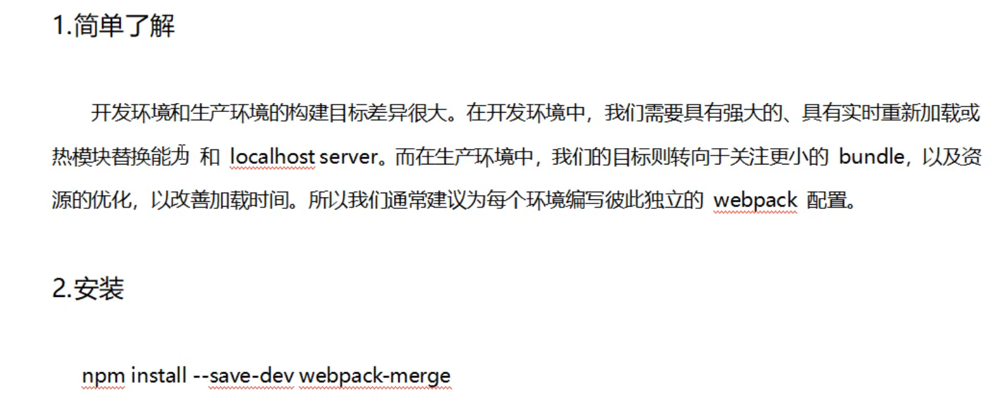 1.简单了解
开发环境和生产环境的构建目标差异很大。在开发环境中，我们需要具有强大的、具有实时重新加载或
热模块替换能力 和 localhost server。而在生产环境中，我们的目标则转向于关注更小的 bundle，以及资
源的优化，以改善加载时间。所以我们通常建议为每个环境编写彼此独立的 webpack 配置。
2.安装
npm install --save-dev webpack-merge